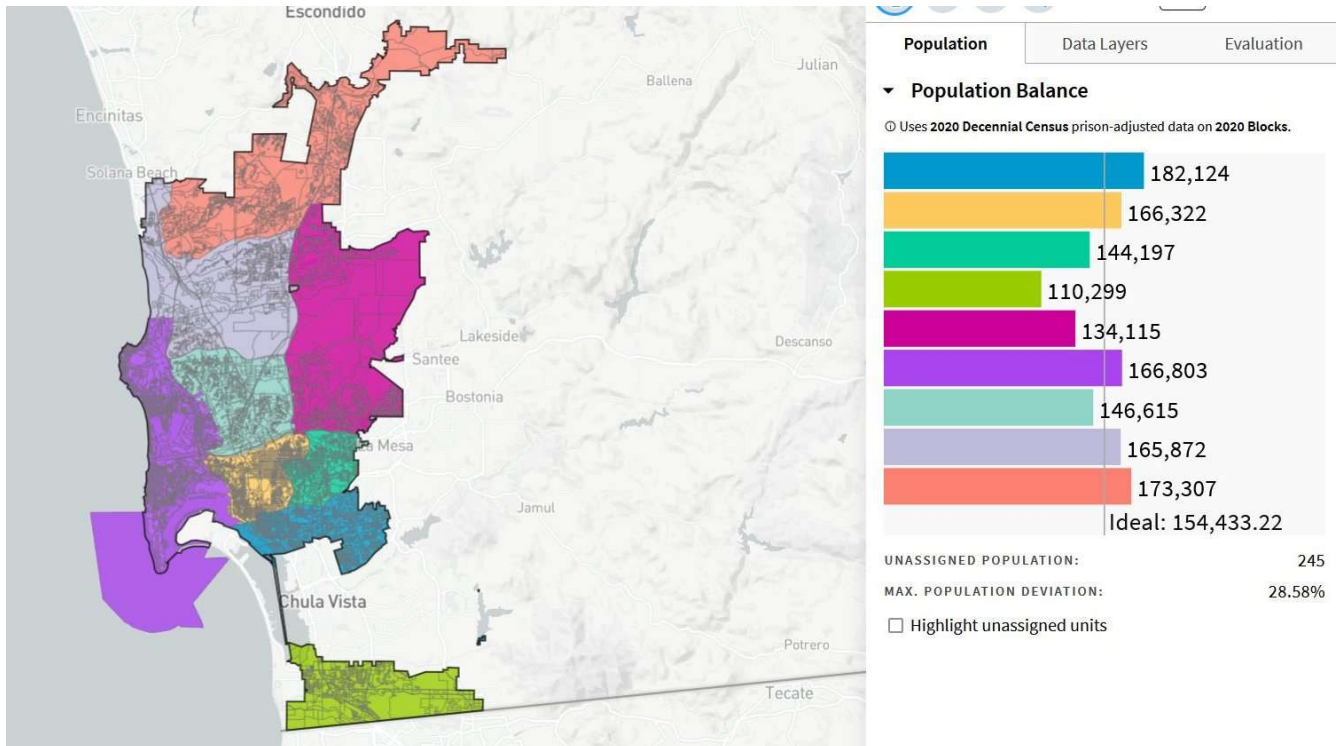 Escondido
Julian
Ballena
Encinitas
Solana Beach
Lakeside
Santee
Descanso
Bostonia
La Mesa
Jamul
Chula Vista
Potrero
Tecate
Population
Data Layers
Evaluation
Population Balance
Uses 2020 Decennial Census prison-adjusted data on 2020 Blocks.
182,124
166,322
144,197
110,299
134,115
166,803
146,615
165,872
173,307
Ideal: 154,433.22
UNASSIGNED POPULATION: 245
MAX. POPULATION DEVIATION: 28.58%
Highlight unassigned units